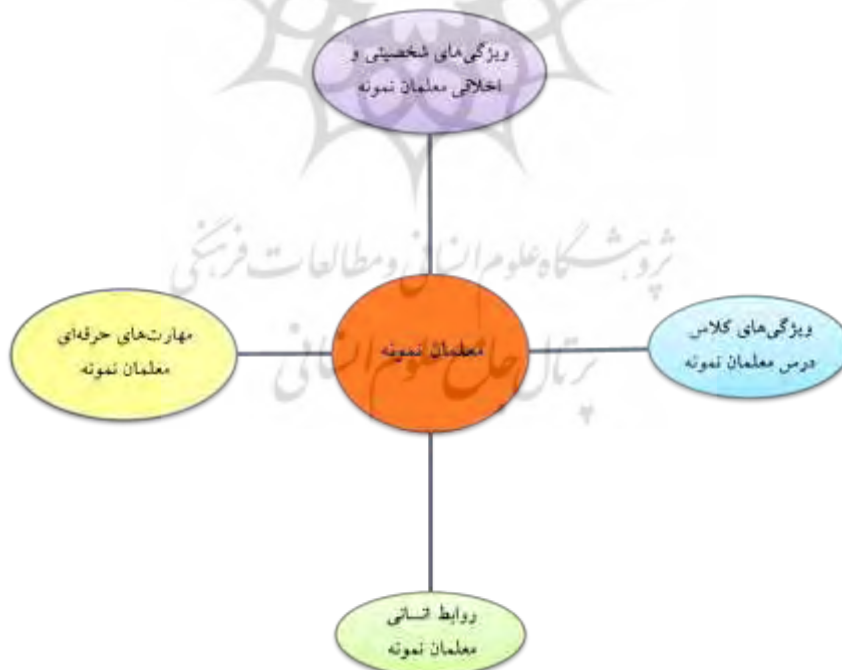 ویژگی‌های شخصیتی و
اخلاقی معلمان نمونه
پژوهشگاه علوم انسانی و مطالعات فرهنگی
مهارت‌های حرفه‌ای
معلمان نمونه
معلمان نمونه
ویژگی‌های کلاس
درس معلمان نمونه
پرتال جامع علوم انسانی
روابط انسانی
معلمان نمونه